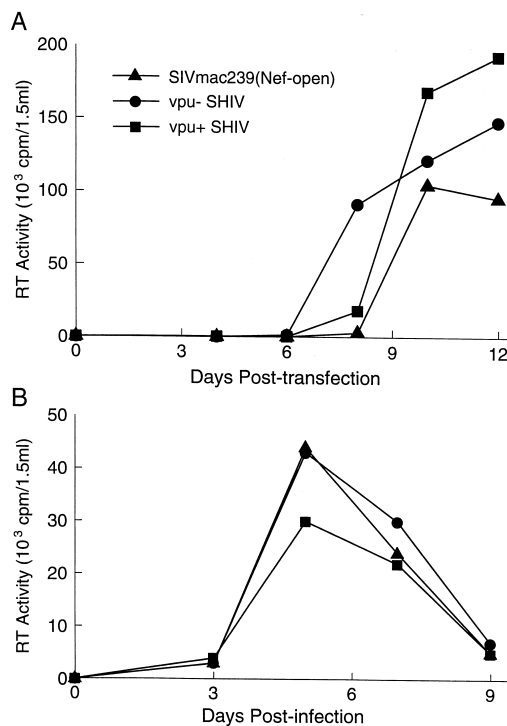 A
200
150
100
50
0
RT Activity (10³ cpm/1.5ml)
SIVmac239(Nef-open)
vpu- SHIV
vpu+ SHIV
0 3 6 9 12
Days Post-transfection
B
50
40
30
20
10
0
RT Activity (10³ cpm/1.5ml)
0 3 6 9
Days Post-infection